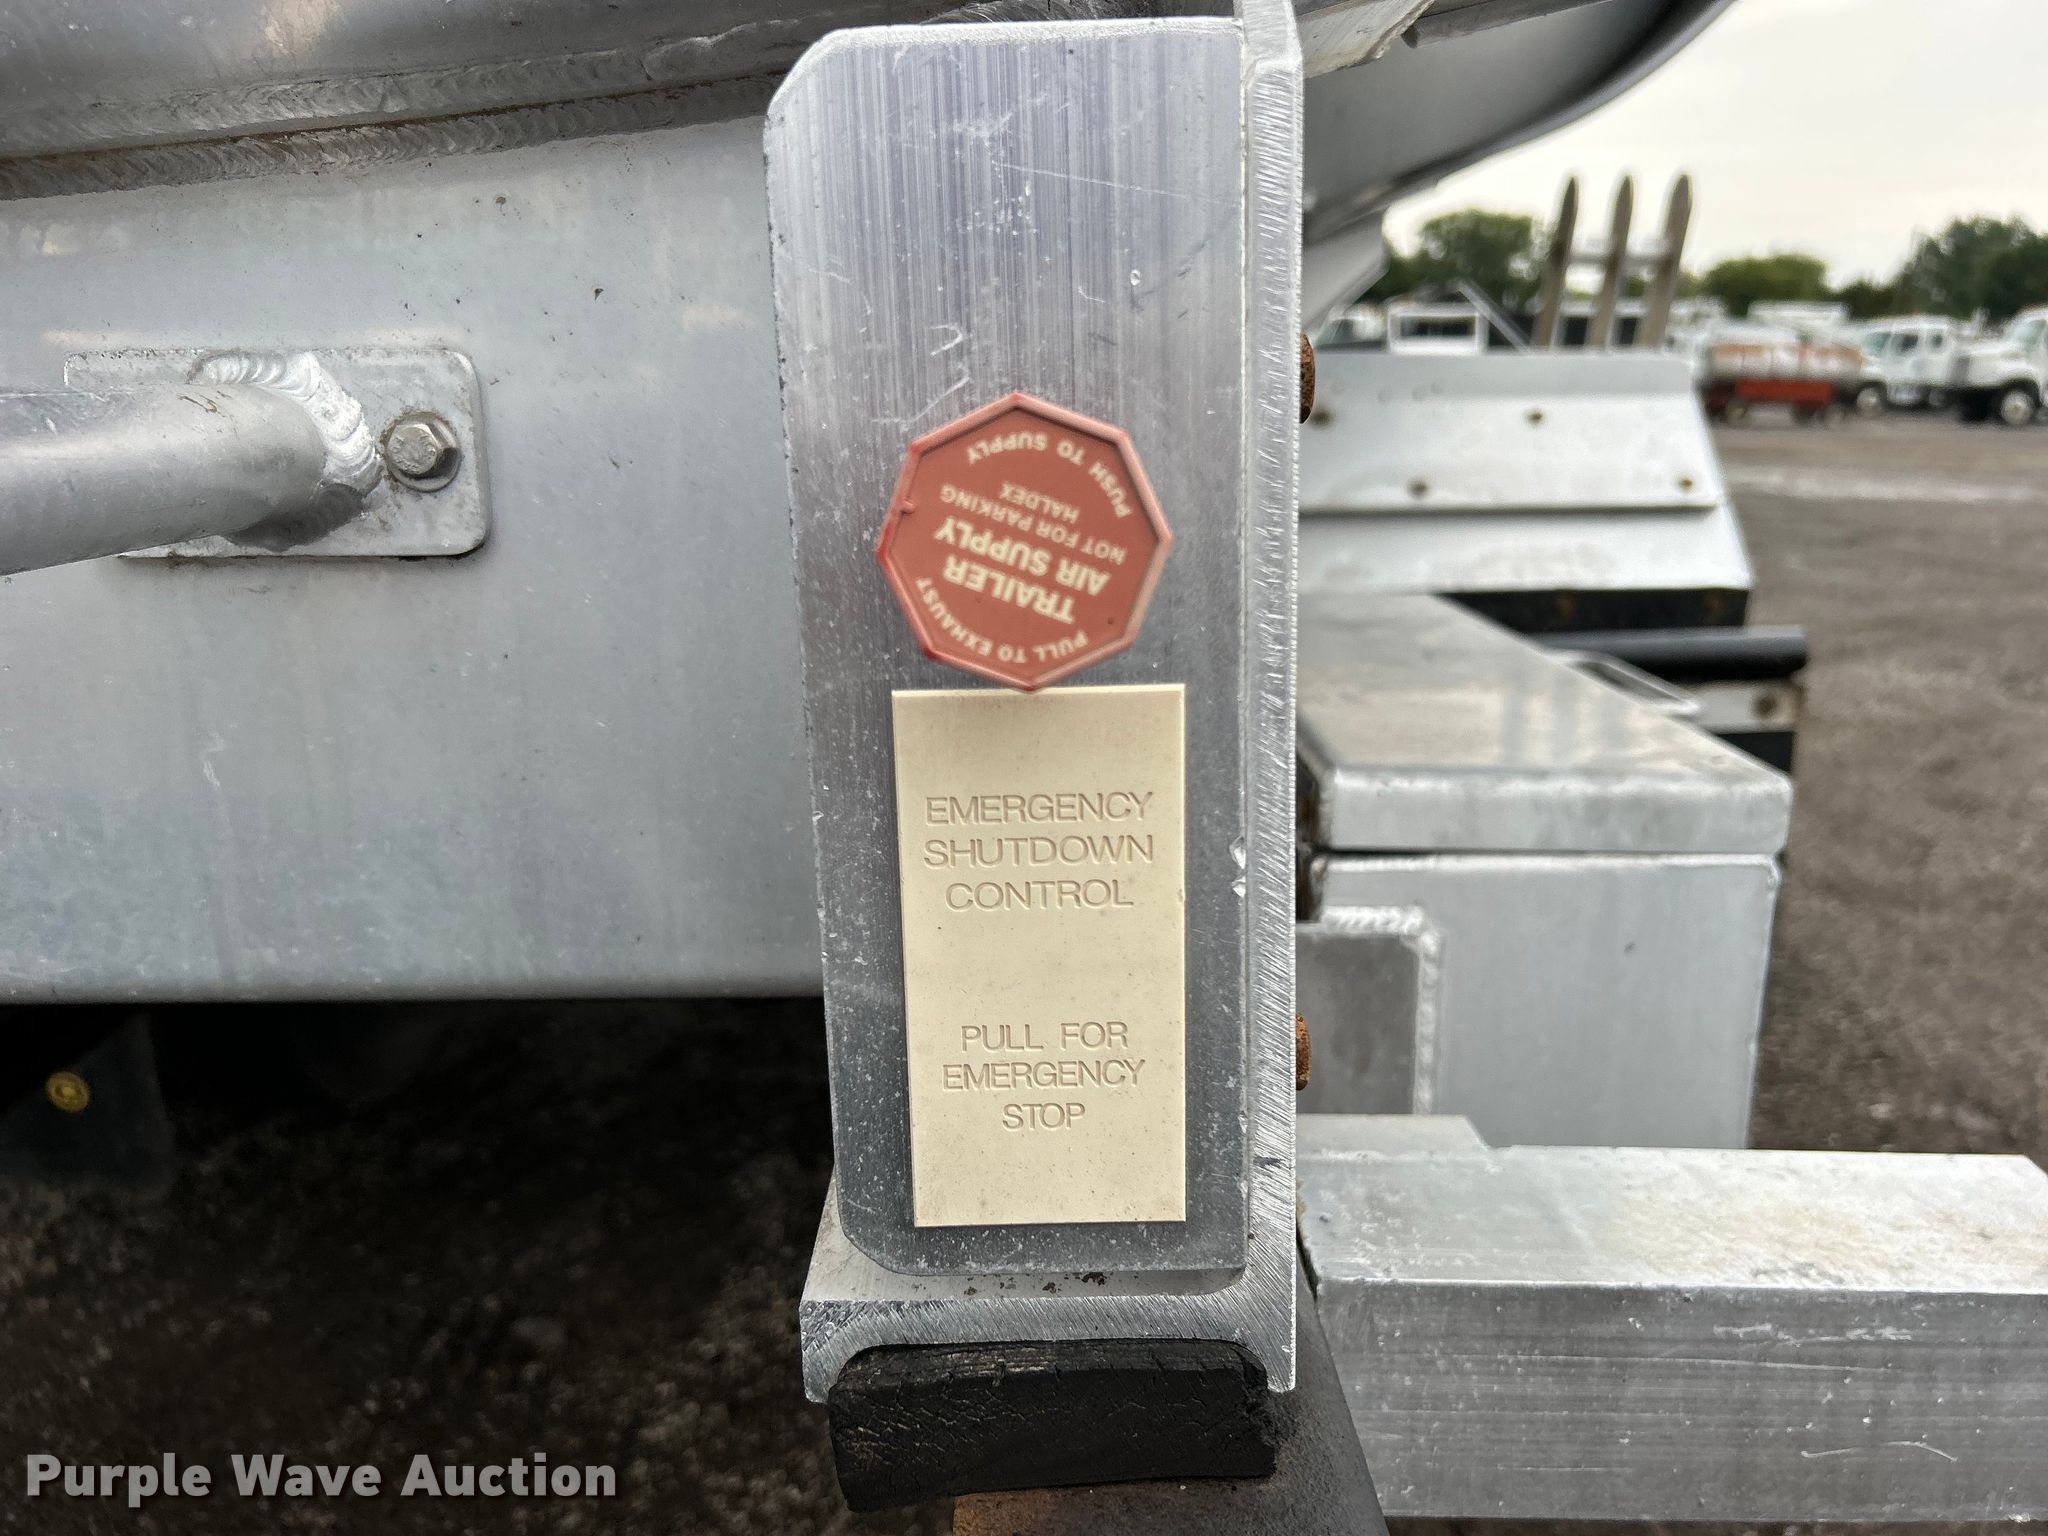 PULL TO EXHAUST
TRAILER
AIR SUPPLY
NOT FOR PARKING
HALDEX
PUSH TO SUPPLY
EMERGENCY
SHUTDOWN
CONTROL
PULL FOR
EMERGENCY
STOP
Purple Wave Auction